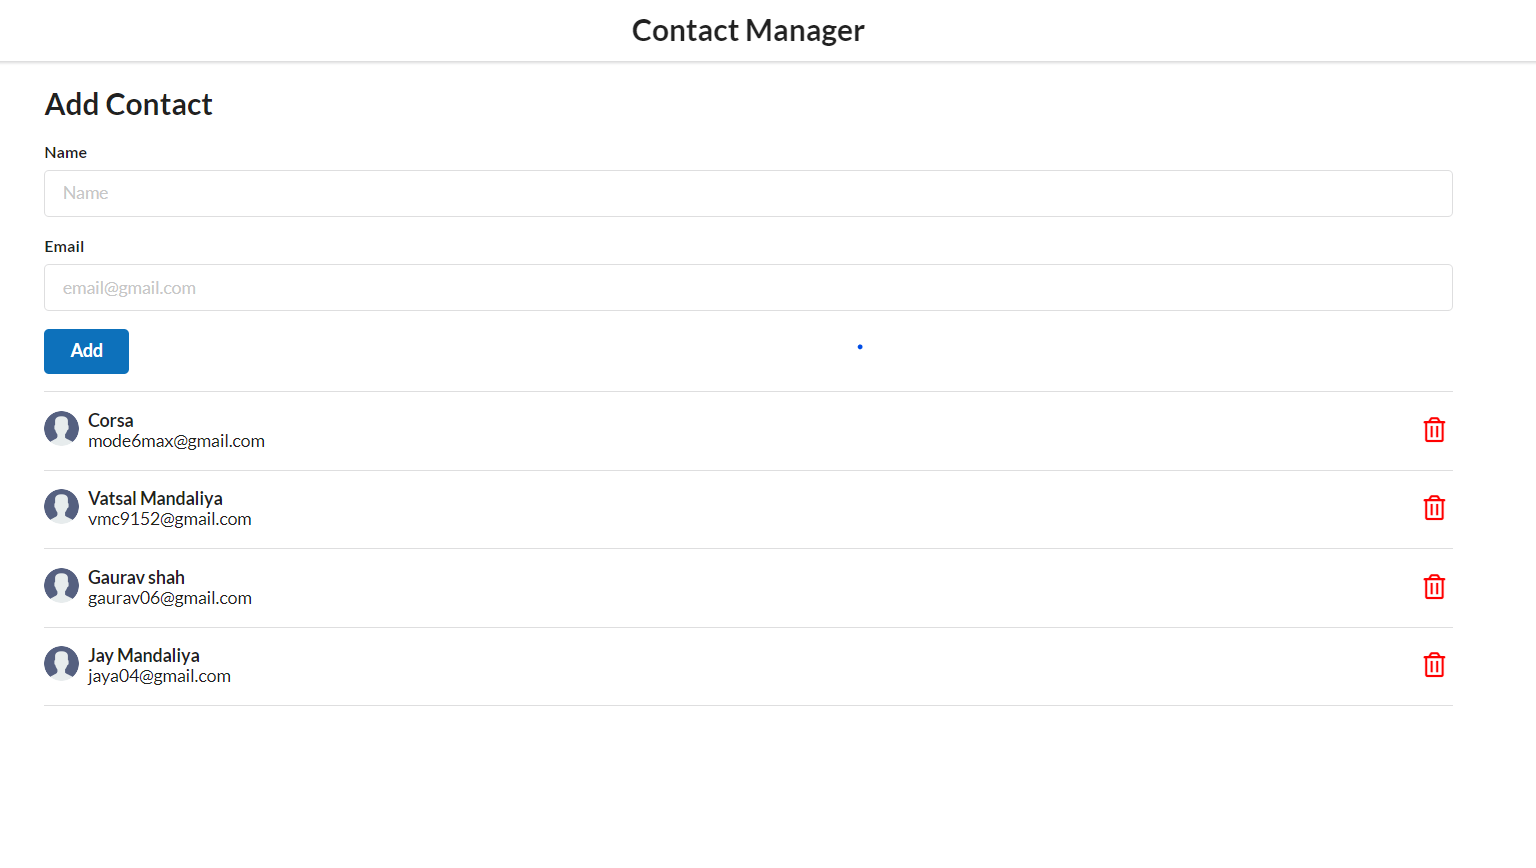 Contact Manager
Add Contact
Name
Name
Email
email@gmail.com
Add
Corsa
mode6max@gmail.com
Vatsal Mandaliya
vmc9152@gmail.com
Gaurav shah
gaurav06@gmail.com
Jay Mandaliya
jaya04@gmail.com